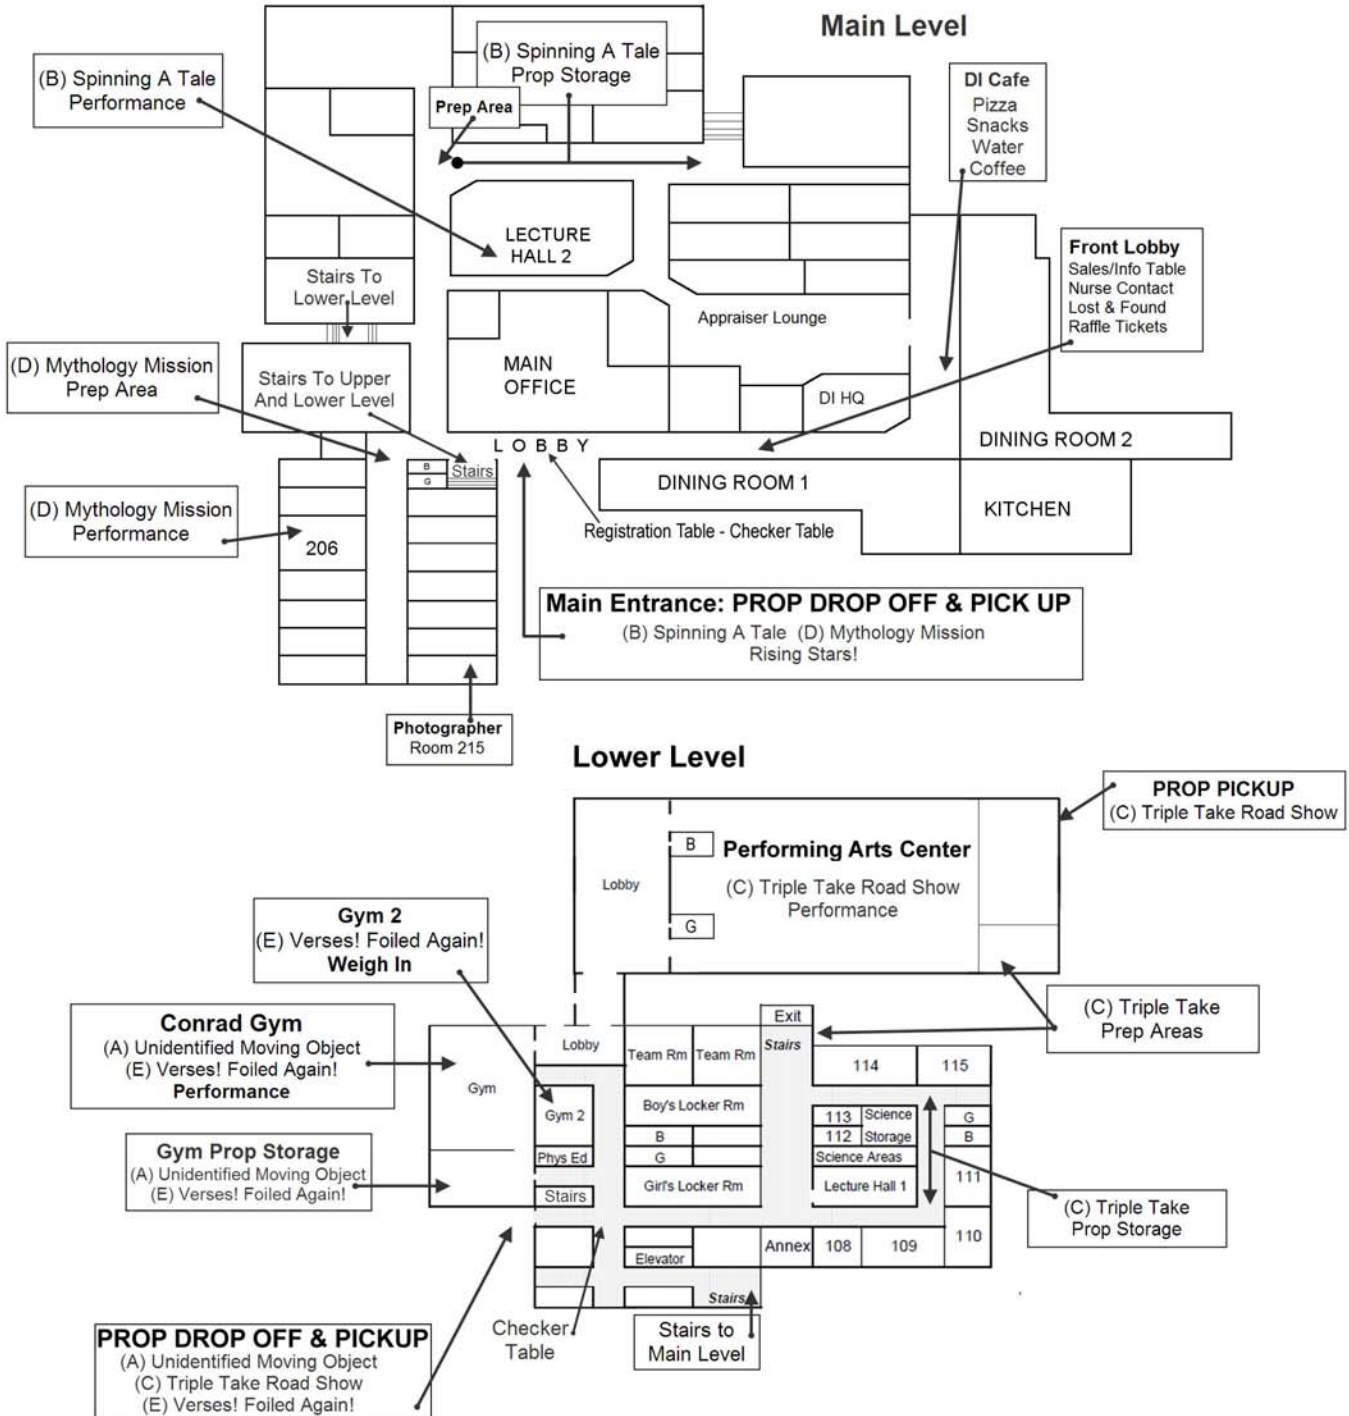 Main Level
(B) Spinning A Tale
Prop Storage
(B) Spinning A Tale
Performance
Prep Area
DI Cafe
Pizza
Snacks
Water
Coffee
LECTURE
HALL 2
Front Lobby
Sales/Info Table
Nurse Contact
Lost & Found
Raffle Tickets
Stairs To
Lower Level
Appraiser Lounge
(D) Mythology Mission
Prep Area
Stairs To Upper
And Lower Level
MAIN
OFFICE
DI HQ
L O B B Y
DINING ROOM 2
B
G
Stairs
DINING ROOM 1
KITCHEN
(D) Mythology Mission
Performance
206
Registration Table - Checker Table
Main Entrance: PROP DROP OFF & PICK UP
(B) Spinning A Tale (D) Mythology Mission
Rising Stars!
Photographer
Room 215
Lower Level
PROP PICKUP
(C) Triple Take Road Show
B
Performing Arts Center
Lobby
(C) Triple Take Road Show
Performance
G
Gym 2
(E) Verses! Foiled Again!
Weigh In
(C) Triple Take
Prep Areas
Conrad Gym
(A) Unidentified Moving Object
(E) Verses! Foiled Again!
Performance
Exit
Stairs
Lobby
Team Rm
Team Rm
114
115
Gym
Gym 2
Boy's Locker Rm
113
Science
G
B
112
Storage
B
Phys Ed
G
Science Areas
Gym Prop Storage
(A) Unidentified Moving Object
(E) Verses! Foiled Again!
Stairs
Girl's Locker Rm
Lecture Hall 1
111
(C) Triple Take
Prop Storage
Elevator
Annex
108
109
110
Stairs
PROP DROP OFF & PICKUP
(A) Unidentified Moving Object
(C) Triple Take Road Show
(E) Verses! Foiled Again!
Checker
Table
Stairs to
Main Level